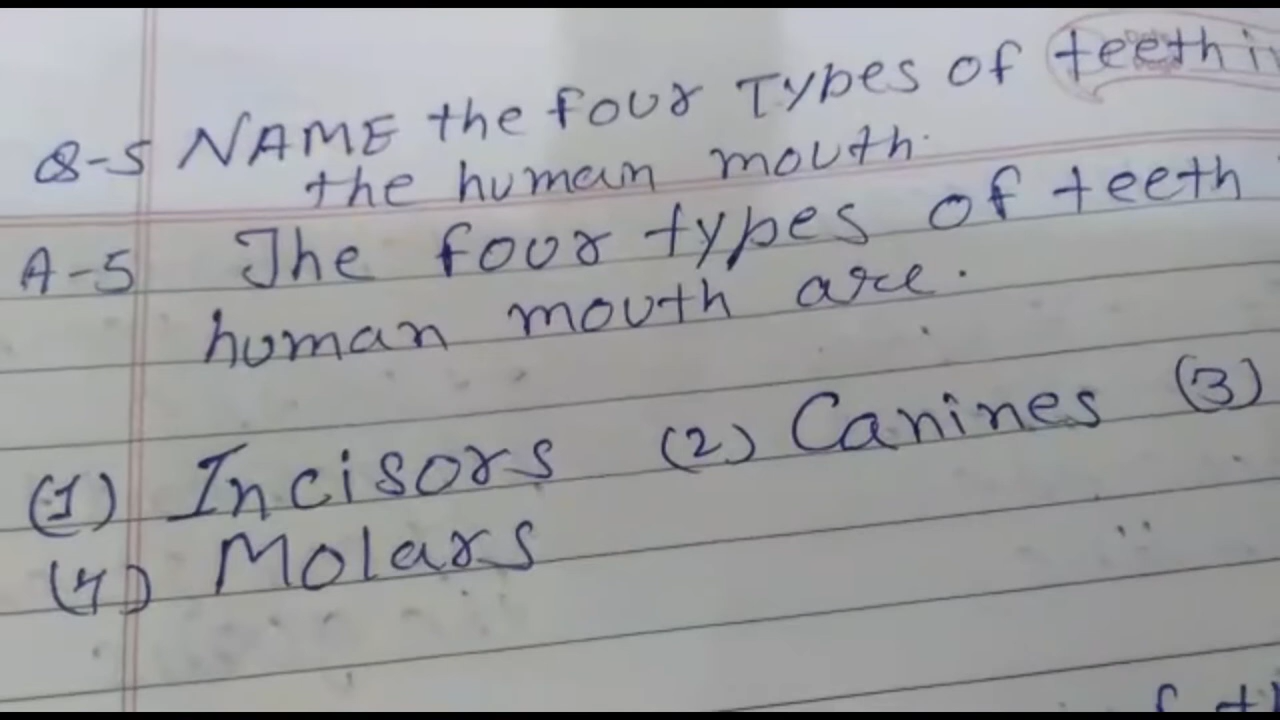 Q-5 NAME the four Types of teeth i
the human mouth.
A-5 The four types of teeth
human mouth are.
(1) Incisors (2) Canines (3)
(4) Molars
f th